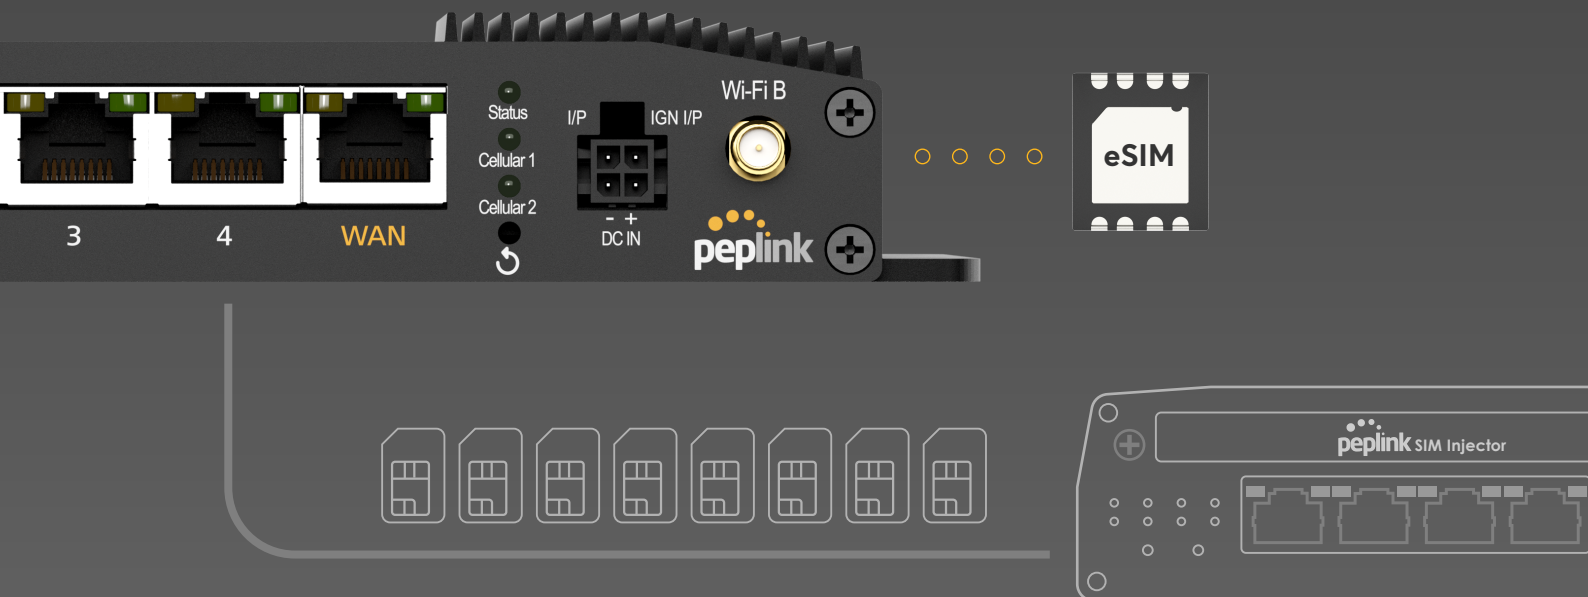 Wi-Fi B
Status
I/P
IGN I/P
Cellular 1
Cellular 2
3
4
WAN
- +
DC IN
peplink
eSIM
peplink SIM Injector